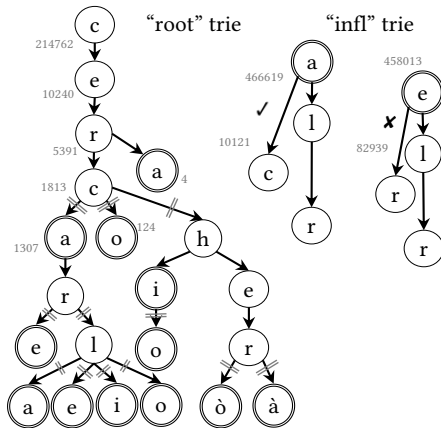 c "root" trie "infl" trie
214762
458013
e a
466619 e
10240 ✓ ✘
r l
5391 10121 82939 l
a 4 c r
1813 c
a o 124 h r r
1307
r i e
e l o r
a e i o ò à